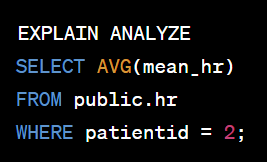 EXPLAIN ANALYZE
SELECT AVG(mean_hr)
FROM public.hr
WHERE patientid = 2;